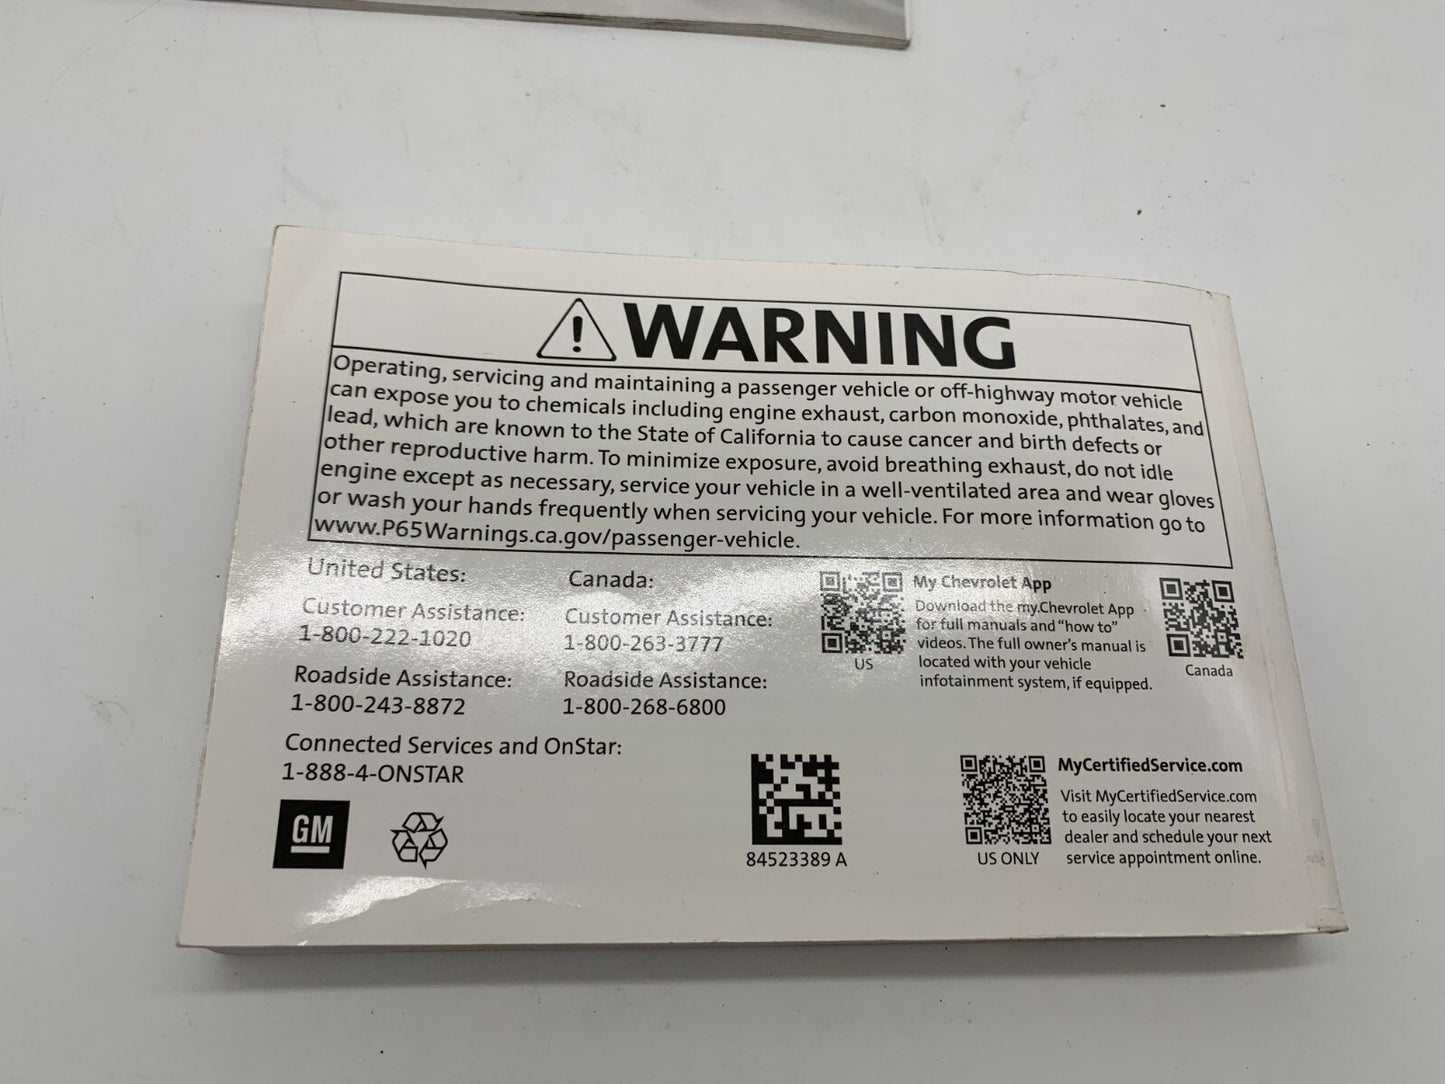 WARNING
Operating, servicing and maintaining a passenger vehicle or off-highway motor vehicle
can expose you to chemicals including engine exhaust, carbon monoxide, phthalates, and
lead, which are known to the State of California to cause cancer and birth defects or
other reproductive harm. To minimize exposure, avoid breathing exhaust, do not idle
engine except as necessary, service your vehicle in a well-ventilated area and wear gloves
or wash your hands frequently when servicing your vehicle. For more information go to
www.P65Warnings.ca.gov/passenger-vehicle.
United States:
Customer Assistance:
1-800-222-1020
Roadside Assistance:
1-800-243-8872
Connected Services and OnStar:
1-888-4-ONSTAR
Canada:
Customer Assistance:
1-800-263-3777
Roadside Assistance:
1-800-268-6800
US
My Chevrolet App
Download the my.Chevrolet App
for full manuals and "how to"
videos. The full owner's manual is
located with your vehicle
infotainment system, if equipped.
Canada
GM
84523389 A
US ONLY
MyCertifiedService.com
Visit MyCertifiedService.com
to easily locate your nearest
dealer and schedule your next
service appointment online.